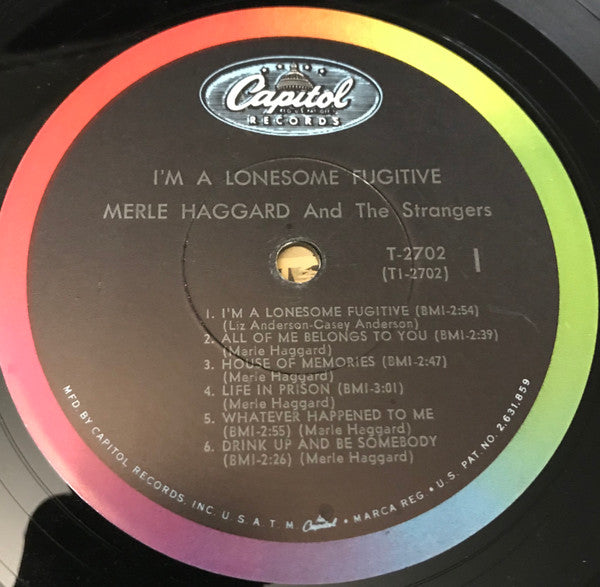 Capitol
RECORDS
I'M A LONESOME FUGITIVE
MERLE HAGGARD And The Strangers
T-2702
(T1-2702)
1
1. I'M A LONESOME FUGITIVE (BMI-2:54)
(Liz Anderson-Casey Anderson)
2. ALL OF ME BELONGS TO YOU (BMI-2:39)
(Merle Haggard)
3. HOUSE OF MEMORIES (BMI-2:47)
(Merle Haggard)
4. LIFE IN PRISON (BMI-3:01)
(Merle Haggard)
5. WHATEVER HAPPENED TO ME
(BMI-2:55) (Merle Haggard)
6. DRINK UP AND BE SOMEBODY
(BMI-2:26) (Merle Haggard)
MFD. BY CAPITOL RECORDS, INC. U. S. A. T. M. Capitol • MARCA REG. • U.S. PAT. NO. 2,631,859